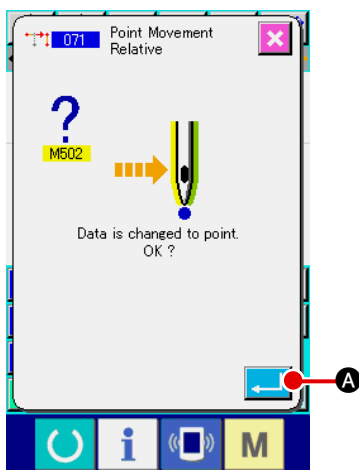 071 Point Movement
Relative
?
M502
Data is changed to point.
OK ?
A
i
M